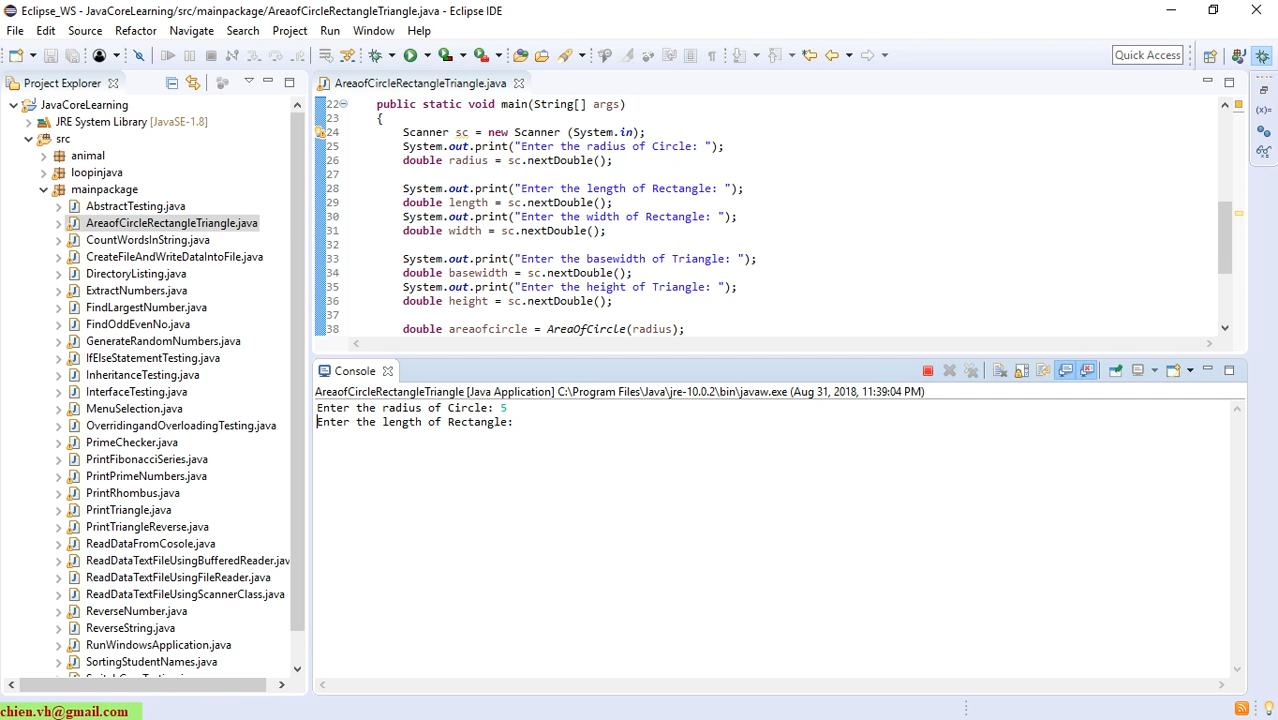 Eclipse_WS - JavaCoreLearning/src/mainpackage/AreaofCircleRectangleTriangle.java - Eclipse IDE
File Edit Source Refactor Navigate Search Project Run Window Help
Quick Access
Project Explorer
JavaCoreLearning
JRE System Library [JavaSE-1.8]
src
animal
loopinjava
mainpackage
AbstractTesting.java
AreaofCircleRectangleTriangle.java
CountWordsInString.java
CreateFileAndWriteDataIntoFile.java
DirectoryListing.java
ExtractNumbers.java
FindLargestNumber.java
FindOddEvenNo.java
GenerateRandomNumbers.java
IfElseStatementTesting.java
InheritanceTesting.java
InterfaceTesting.java
MenuSelection.java
OverridingandOverloadingTesting.java
PrimeChecker.java
PrintFibonacciSeries.java
PrintPrimeNumbers.java
PrintRhombus.java
PrintTriangle.java
PrintTriangleReverse.java
ReadDataFromCosole.java
ReadDataTextFileUsingBufferedReader.jav
ReadDataTextFileUsingFileReader.java
ReadDataTextFileUsingScannerClass.java
ReverseNumber.java
ReverseString.java
RunWindowsApplication.java
SortingStudentNames.java
AreaofCircleRectangleTriangle.java
22 public static void main(String[] args)
23 {
24 Scanner sc = new Scanner (System.in);
25 System.out.print("Enter the radius of Circle: ");
26 double radius = sc.nextDouble();
27
28 System.out.print("Enter the length of Rectangle: ");
29 double length = sc.nextDouble();
30 System.out.print("Enter the width of Rectangle: ");
31 double width = sc.nextDouble();
32
33 System.out.print("Enter the basewidth of Triangle: ");
34 double basewidth = sc.nextDouble();
35 System.out.print("Enter the height of Triangle: ");
36 double height = sc.nextDouble();
37
38 double areaofcircle = AreaOfCircle(radius);
Console
AreaofCircleRectangleTriangle [Java Application] C:\Program Files\Java\jre-10.0.2\bin\javaw.exe (Aug 31, 2018, 11:39:04 PM)
Enter the radius of Circle: 5
Enter the length of Rectangle:
chien.vh@gmail.com